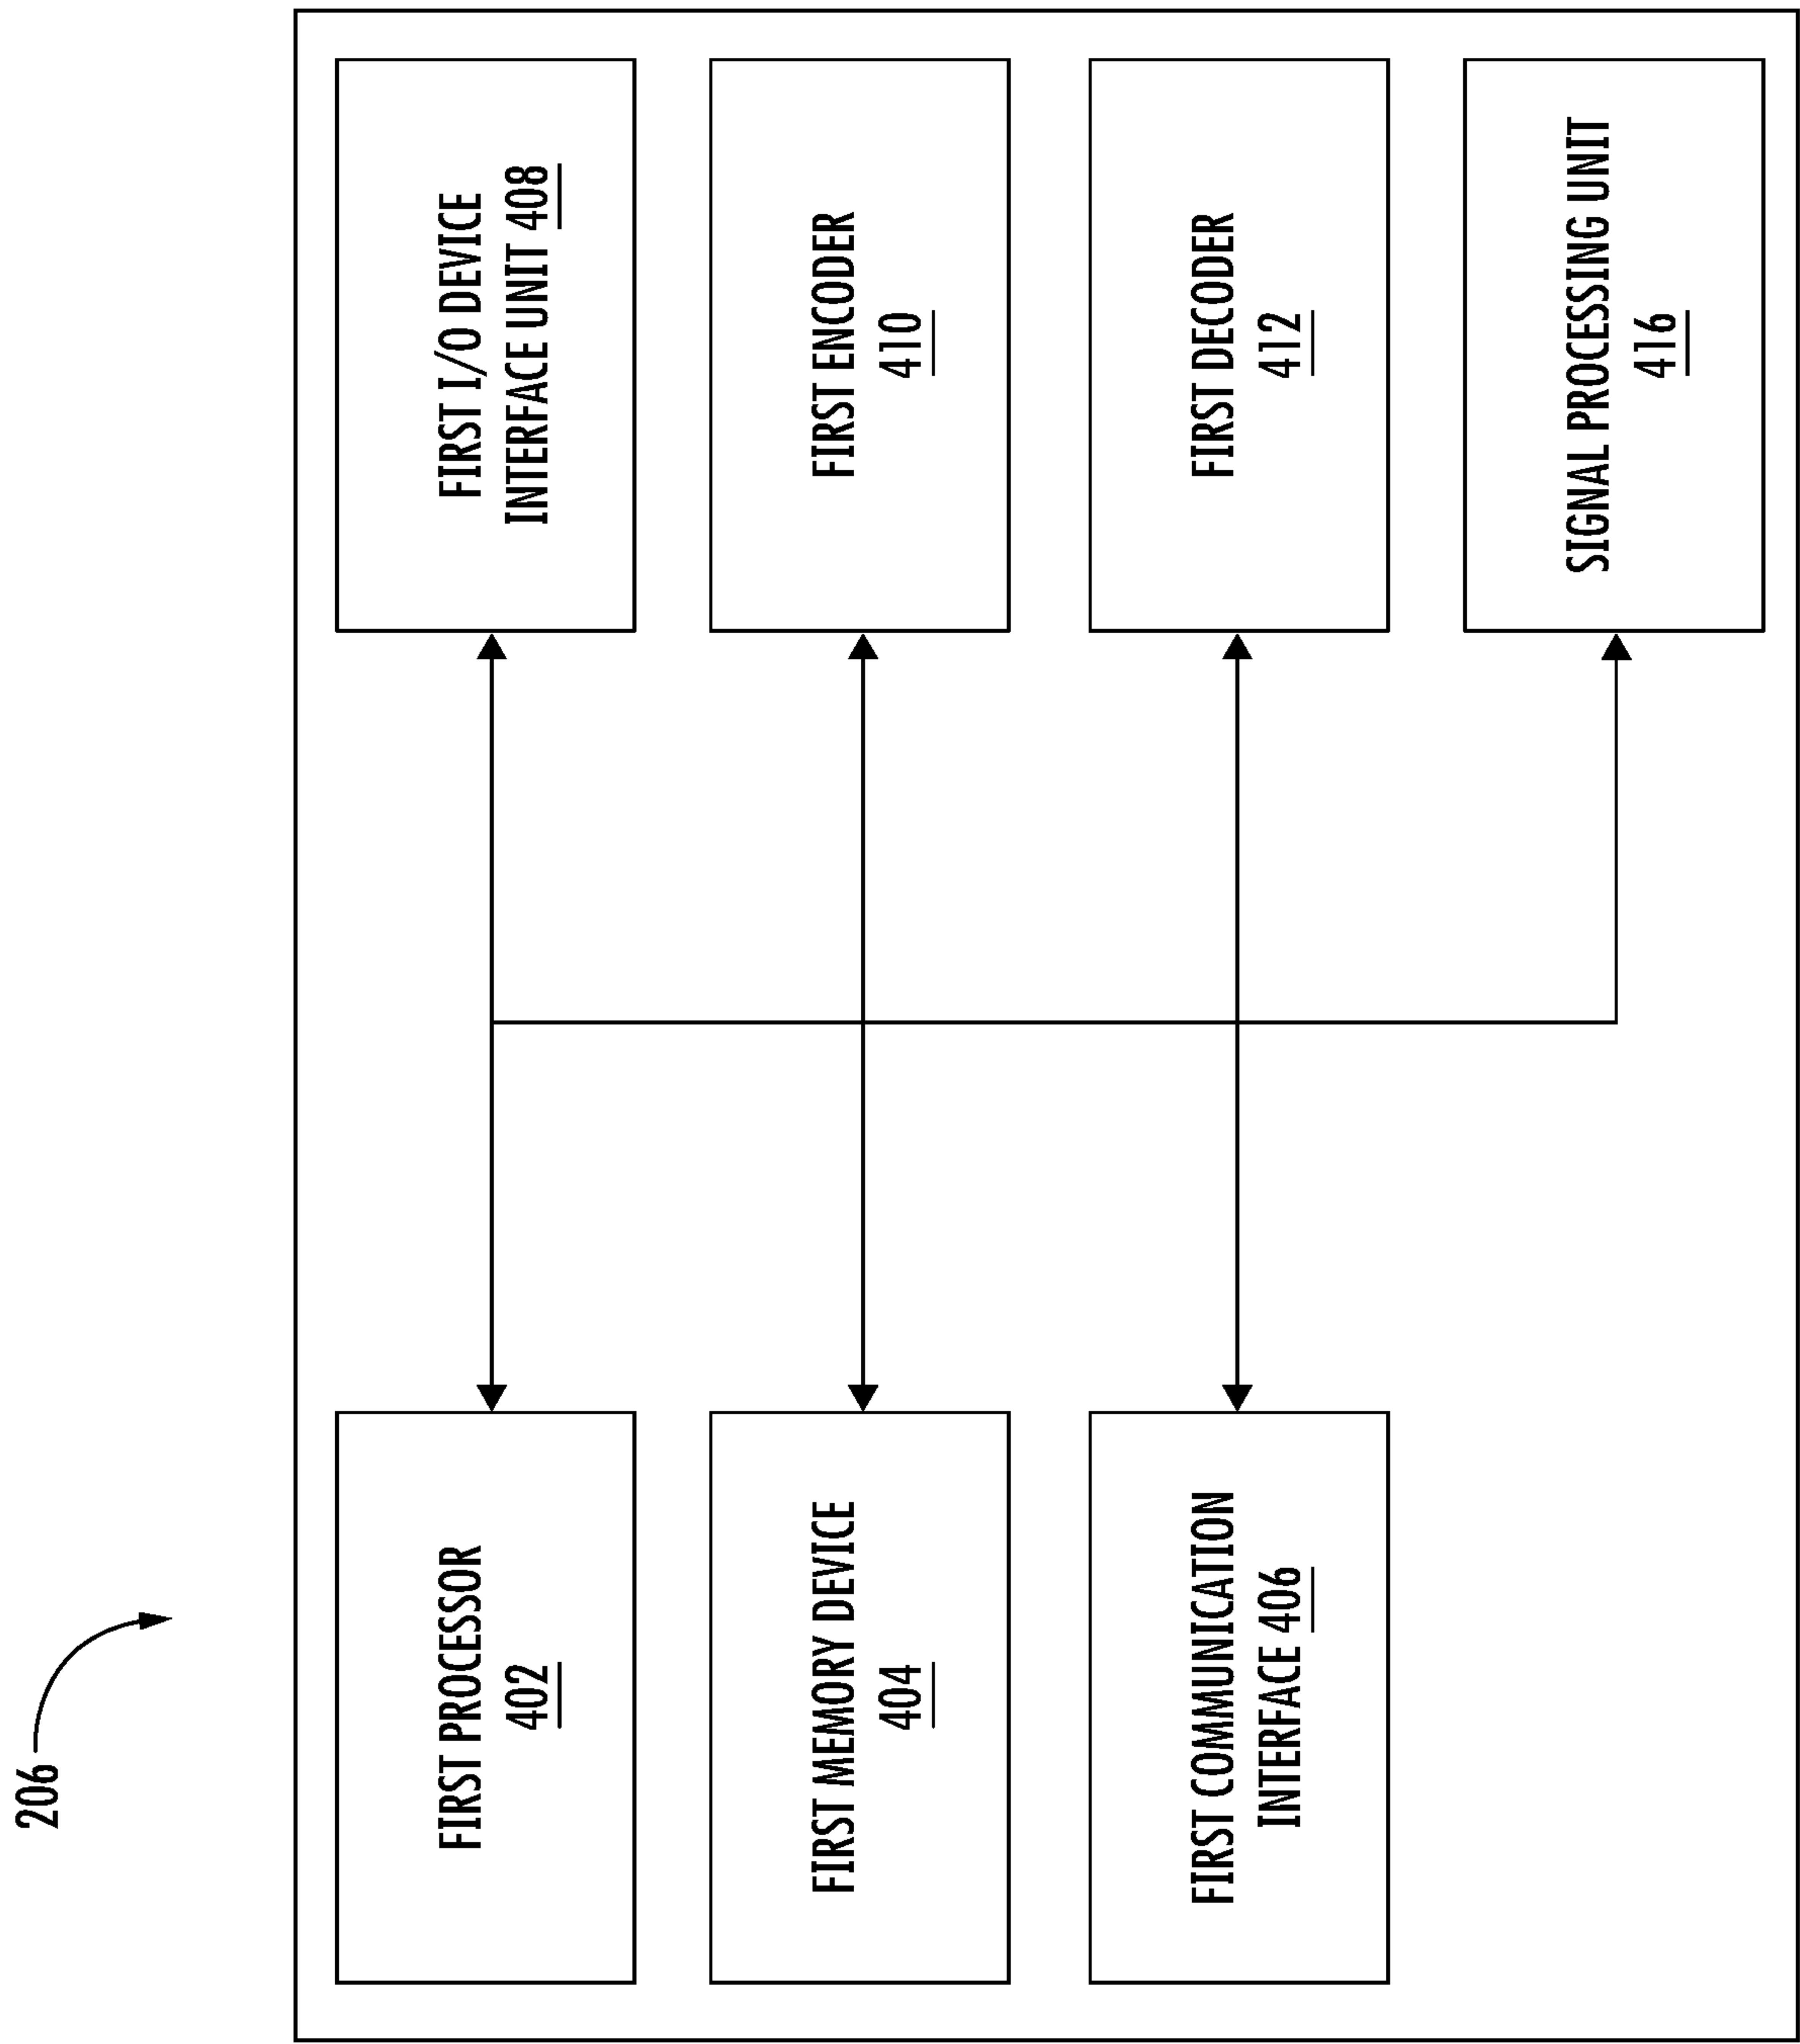 206
FIRST PROCESSOR
402
FIRST MEMORY DEVICE
404
FIRST COMMUNICATION
INTERFACE 406
FIRST I/O DEVICE
INTERFACE UNIT 408
FIRST ENCODER
410
FIRST DECODER
412
SIGNAL PROCESSING UNIT
416